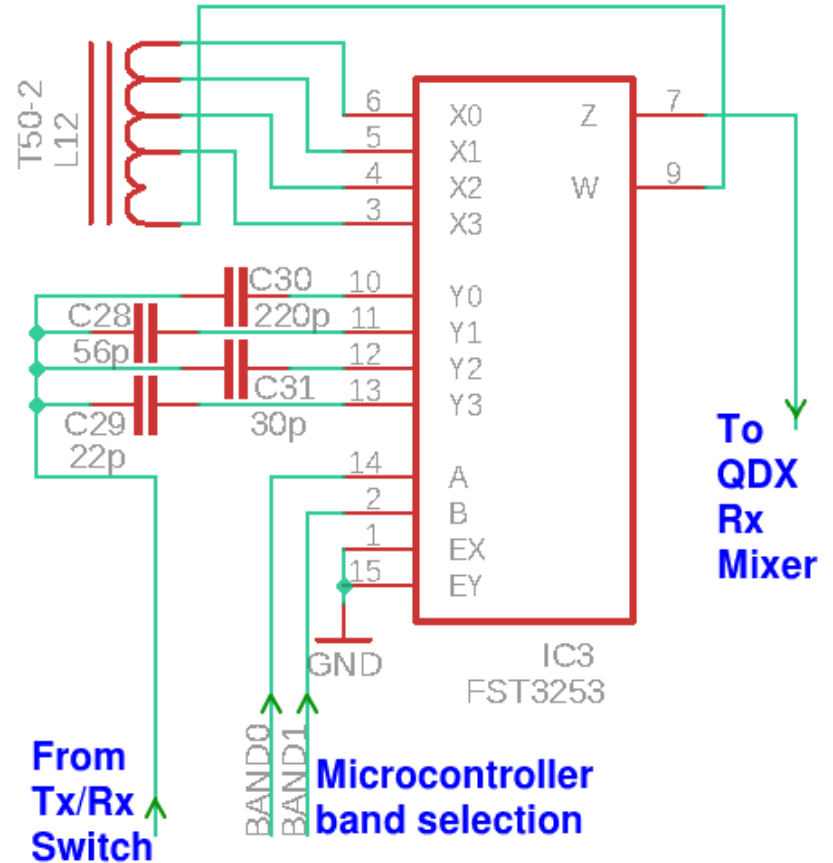 T50-2
L12
6 X0 Z 7
5 X1
4 X2 W 9
3 X3
C30
220p
10 Y0
C28
56p
11 Y1
12 Y2
C31
30p
13 Y3
C29
22p
14 A
2 B
1 EX
15 EY
GND
IC3
FST3253
To
QDX
Rx
Mixer
From
Tx/Rx
Switch
BAND0
BAND1
Microcontroller
band selection